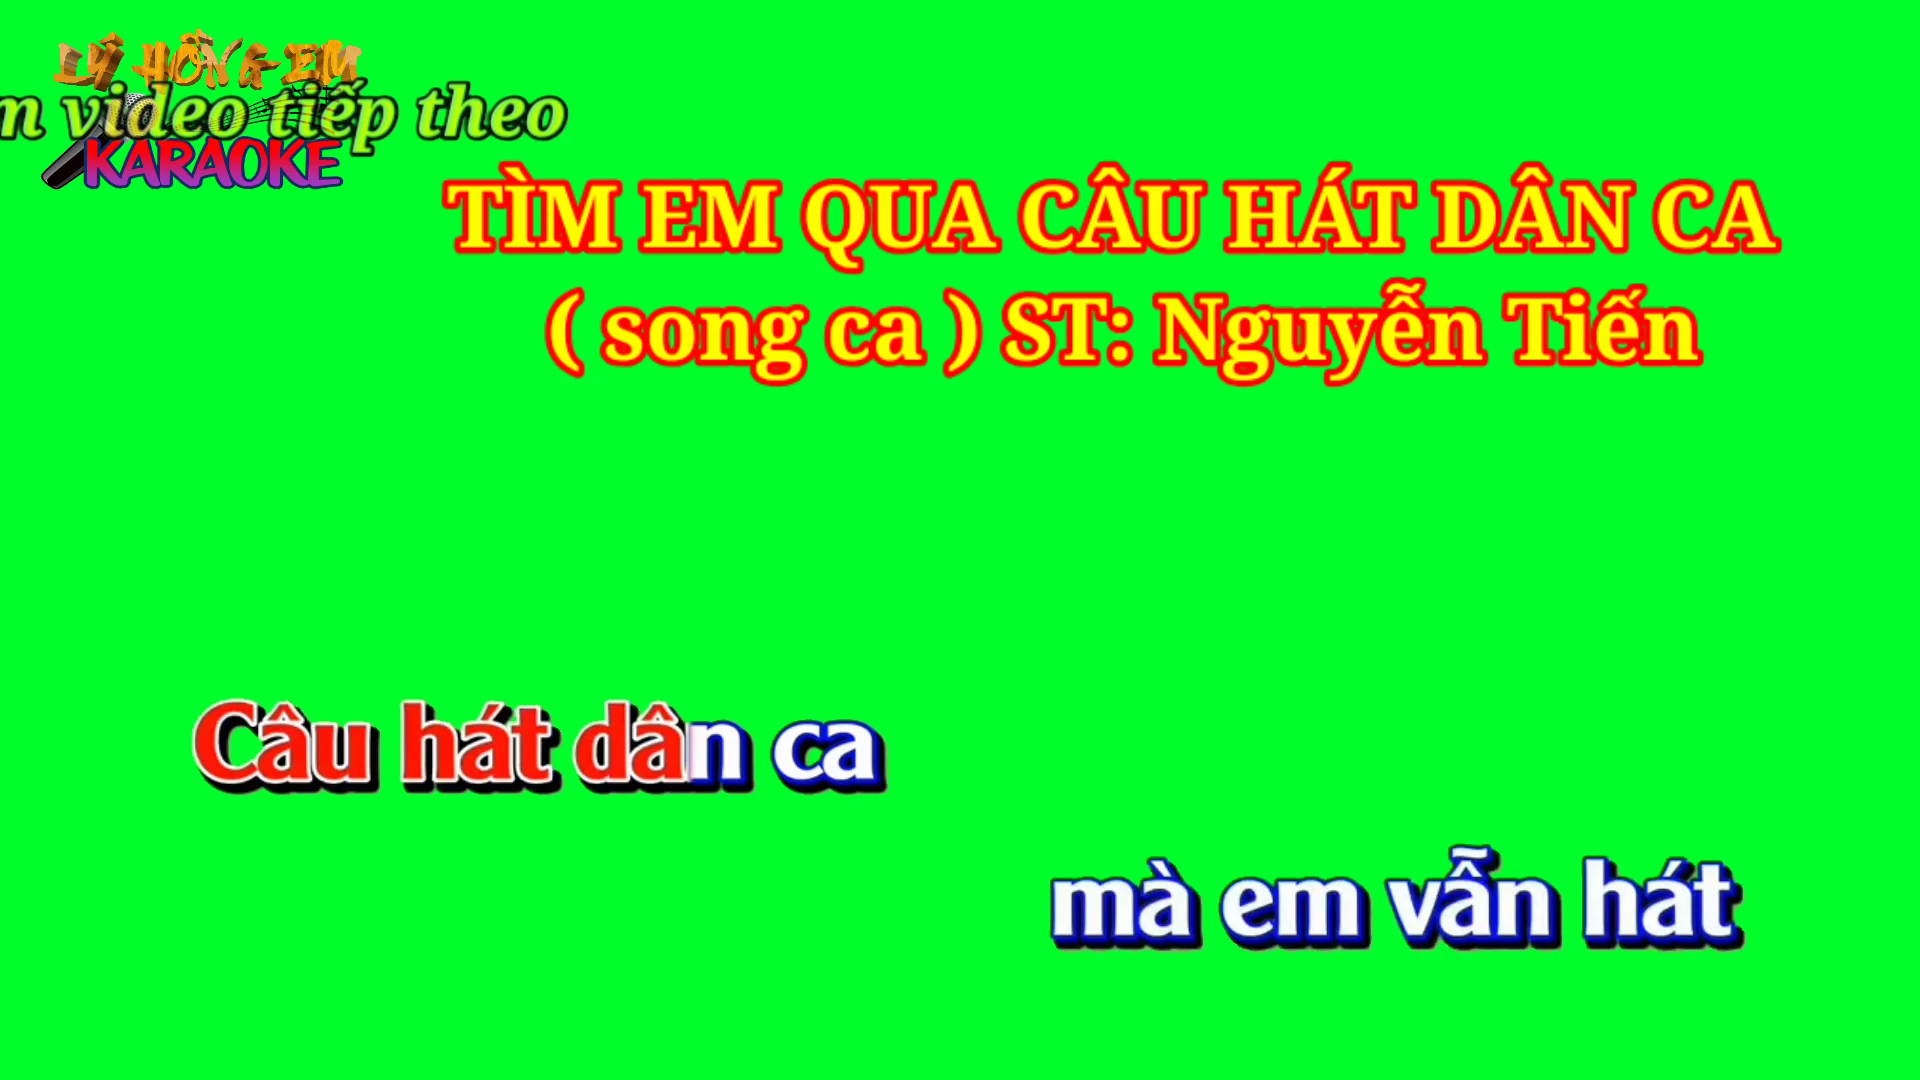 LÝ HỒNG EM
m video tiếp theo
KARAOKE
TÌM EM QUA CÂU HÁT DÂN CA
( song ca ) ST: Nguyễn Tiến
Câu hát dân ca
mà em vẫn hát